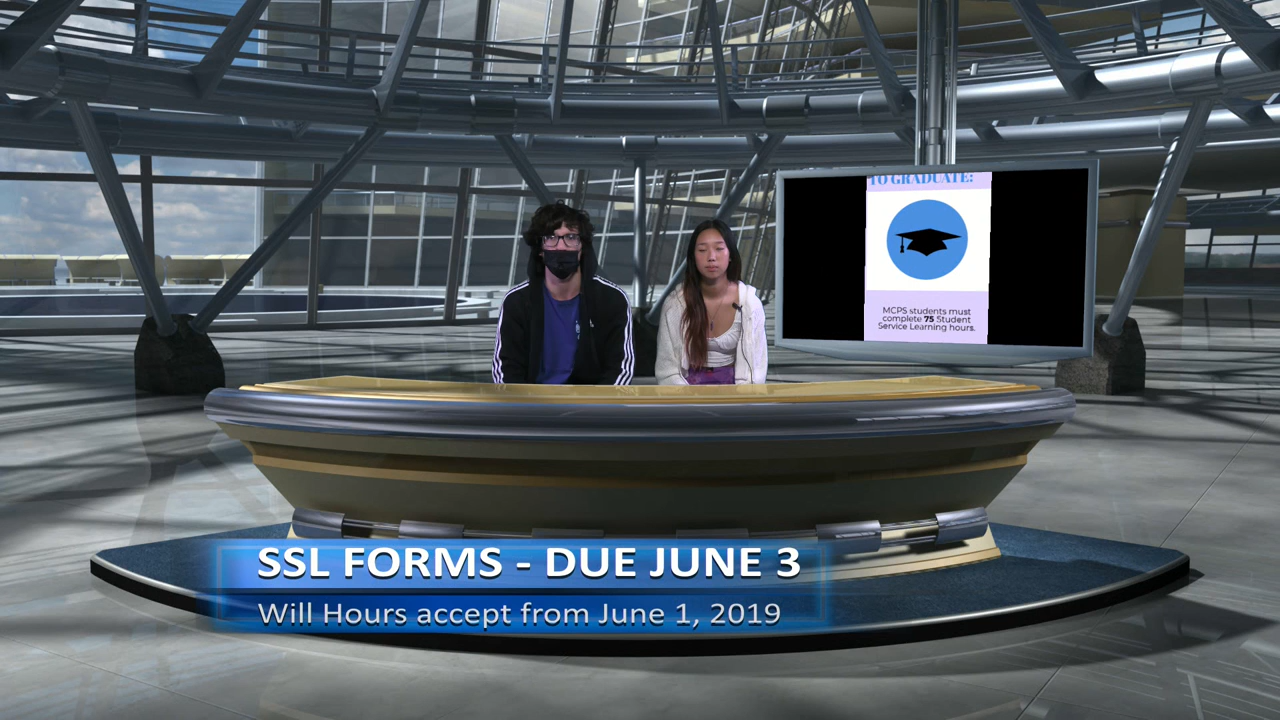 TO GRADUATE:
MCPS students must
complete 75 Student
Service Learning hours.
SSL FORMS - DUE JUNE 3
Will Hours accept from June 1, 2019